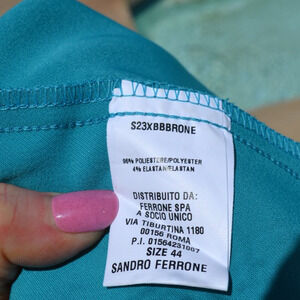 S23XBBBRONE
96% POLIESTERE/POLYESTER
4% ELASTAN/ELASTAN
DISTRIBUITO DA:
FERRONE SPA
A SOCIO UNICO
VIA TIBURTINA 1180
00156 ROMA
P.I. 01564231007
SIZE 44
SANDRO FERRONE